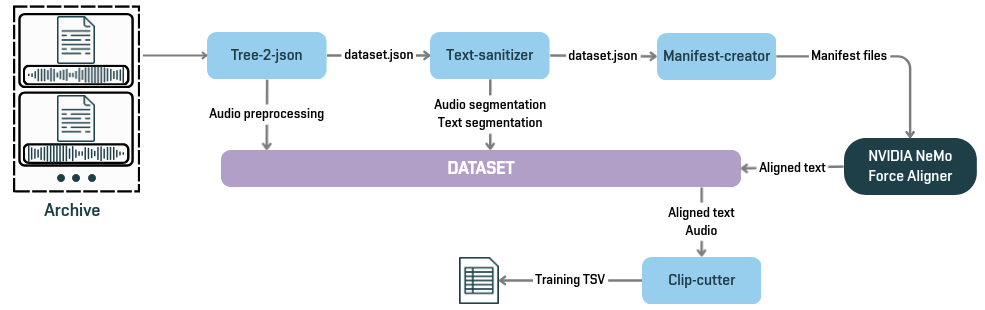 Tree-2-json
dataset.json
Text-sanitizer
dataset.json
Manifest-creator
Manifest files
Audio preprocessing
Audio segmentation
Text segmentation
DATASET
Aligned text
NVIDIA NeMo
Force Aligner
Archive
Aligned text
Audio
Training TSV
Clip-cutter